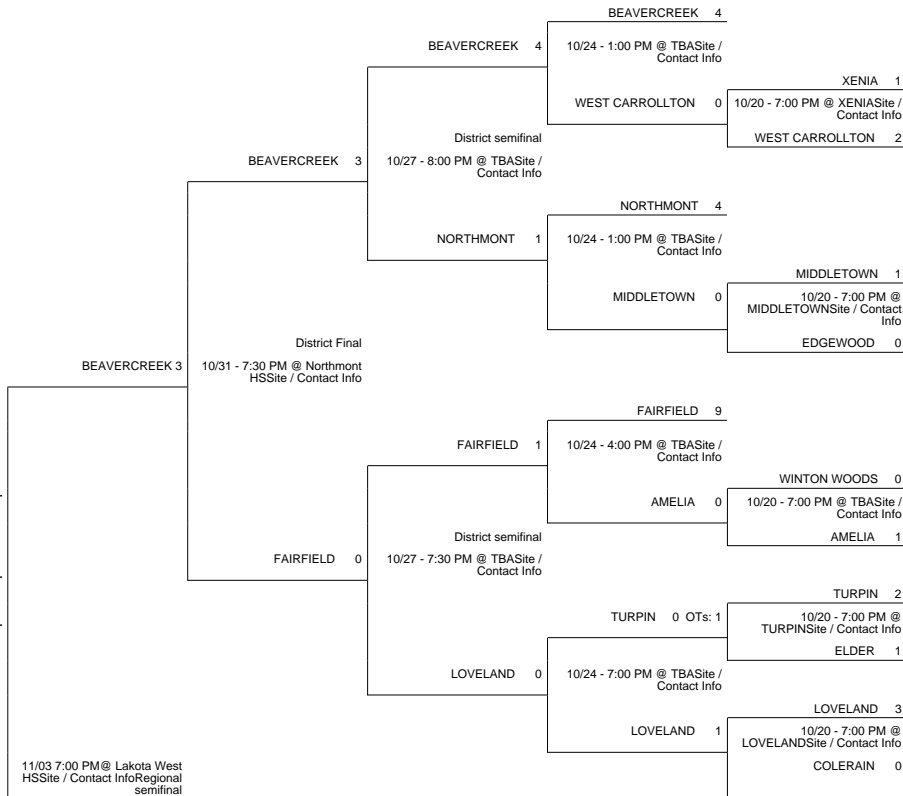 BEAVERCREEK 4
BEAVERCREEK 4
10/24 - 1:00 PM @ TBASite /
Contact Info
XENIA 1
WEST CARROLLTON 0
10/20 - 7:00 PM @ XENIASite /
Contact Info
WEST CARROLLTON 2
District semifinal
BEAVERCREEK 3
10/27 - 8:00 PM @ TBASite /
Contact Info
NORTHMONT 4
NORTHMONT 1
10/24 - 1:00 PM @ TBASite /
Contact Info
MIDDLETOWN 1
MIDDLETOWN 0
10/20 - 7:00 PM @
MIDDLETOWNSite / Contact
Info
EDGEWOOD 0
District Final
BEAVERCREEK 3
10/31 - 7:30 PM @ Northmont
HSSite / Contact Info
FAIRFIELD 9
FAIRFIELD 1
10/24 - 4:00 PM @ TBASite /
Contact Info
WINTON WOODS 0
AMELIA 0
10/20 - 7:00 PM @ TBASite /
Contact Info
AMELIA 1
District semifinal
FAIRFIELD 0
10/27 - 7:30 PM @ TBASite /
Contact Info
TURPIN 2
TURPIN 0 OTs: 1
10/20 - 7:00 PM @
TURPINSite / Contact Info
ELDER 1
LOVELAND 0
10/24 - 7:00 PM @ TBASite /
Contact Info
LOVELAND 3
LOVELAND 1
10/20 - 7:00 PM @
LOVELANDSite / Contact Info
COLERAIN 0
11/03 7:00 PM@ Lakota West
HSSite / Contact InfoRegional
semifinal